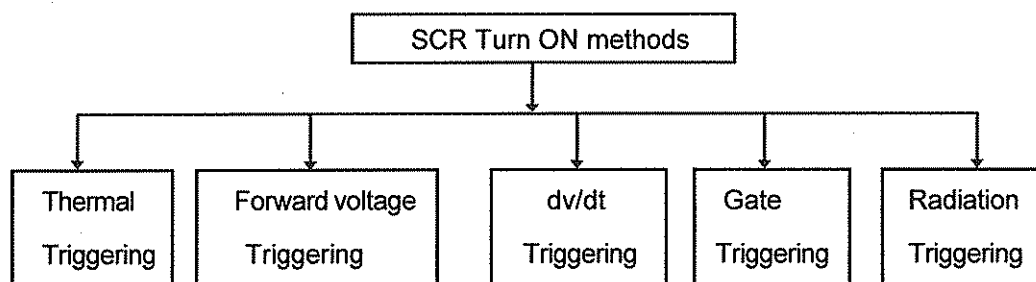 SCR Turn ON methods
Thermal
Triggering
Forward voltage
Triggering
dv/dt
Triggering
Gate
Triggering
Radiation
Triggering